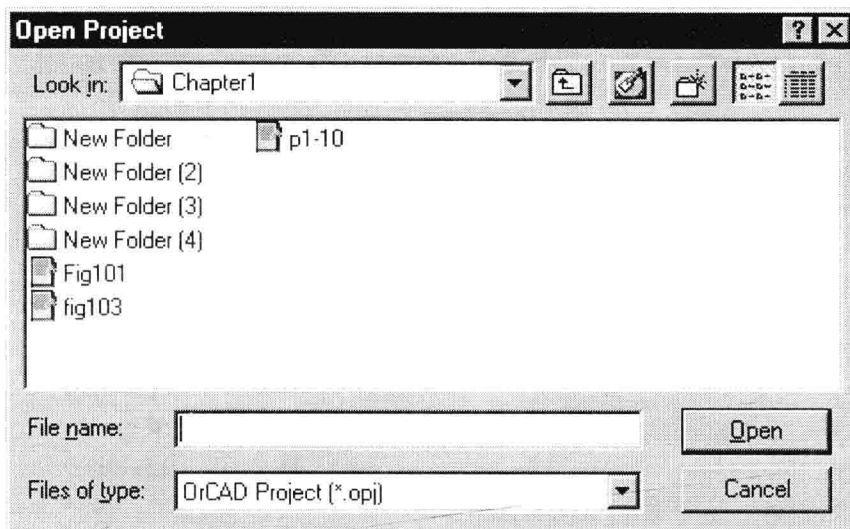 Open Project
Look in: Chapter1
New Folder
New Folder (2)
New Folder (3)
New Folder (4)
Fig101
fig103
p1-10
File name:
Open
Files of type: OrCAD Project (*.opj)
Cancel